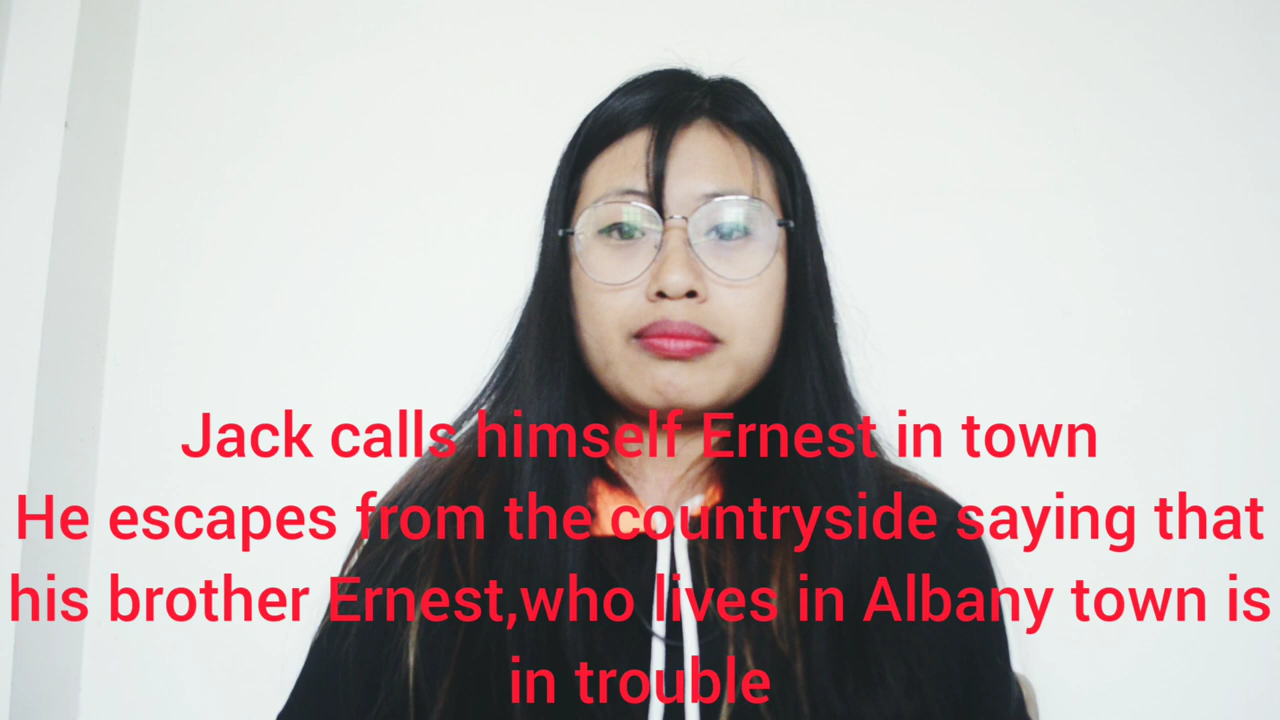 Jack calls himself Ernest in town
He escapes from the countryside saying that
his brother Ernest,who lives in Albany town is
in trouble